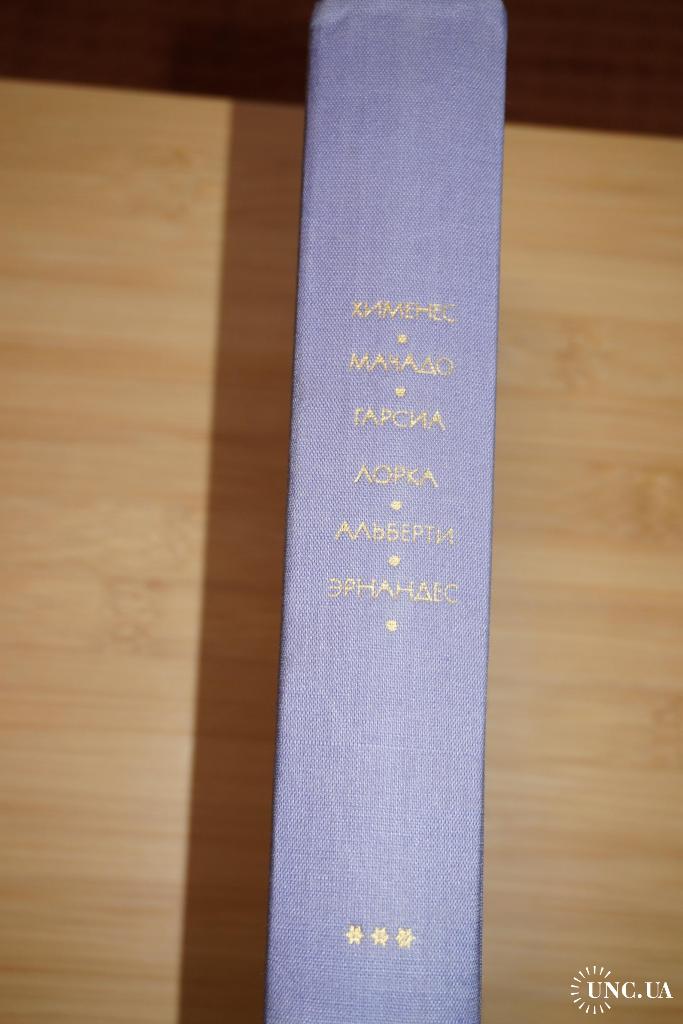 ХИМЕНЕС
МАЧАДО
ГАРСИА
ЛОРКА
АЛЬБЕРТИ
ЭРНАНДЕС
UNC.UA